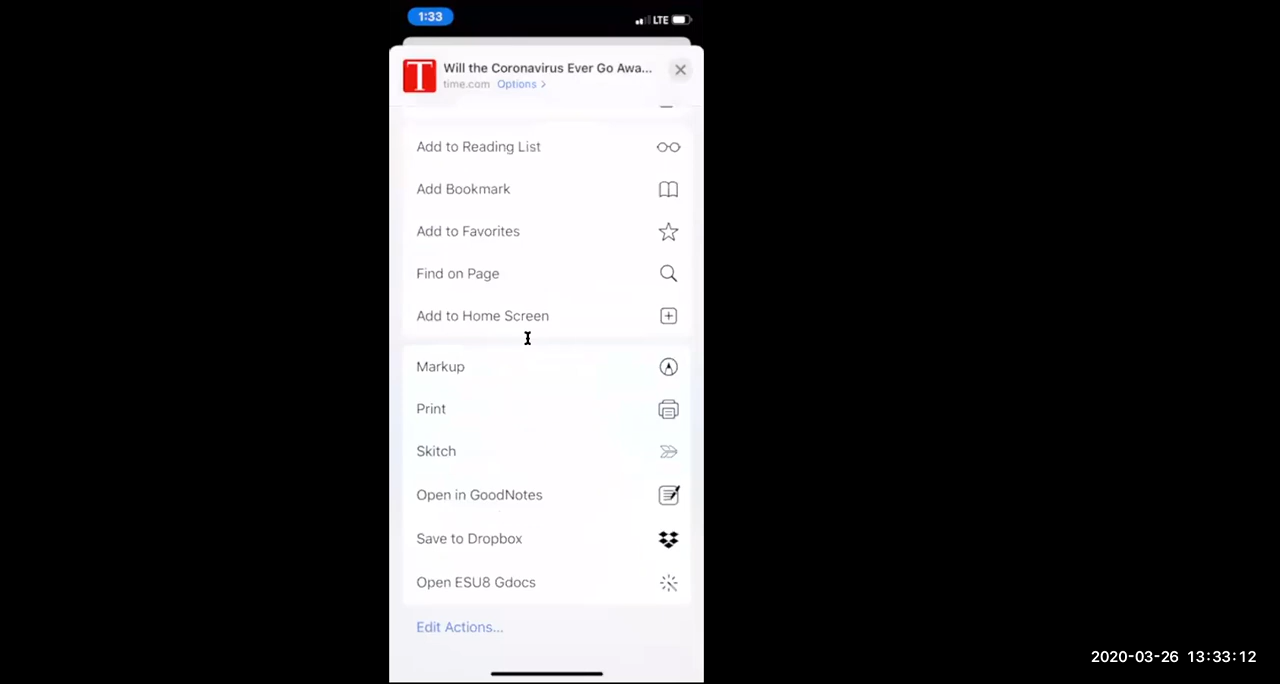 1:33
LTE
T
Will the Coronavirus Ever Go Awa...
time.com Options >
Add to Reading List
Add Bookmark
Add to Favorites
Find on Page
Add to Home Screen
Markup
Print
Skitch
Open in GoodNotes
Save to Dropbox
Open ESU8 Gdocs
Edit Actions...
2020-03-26 13:33:12